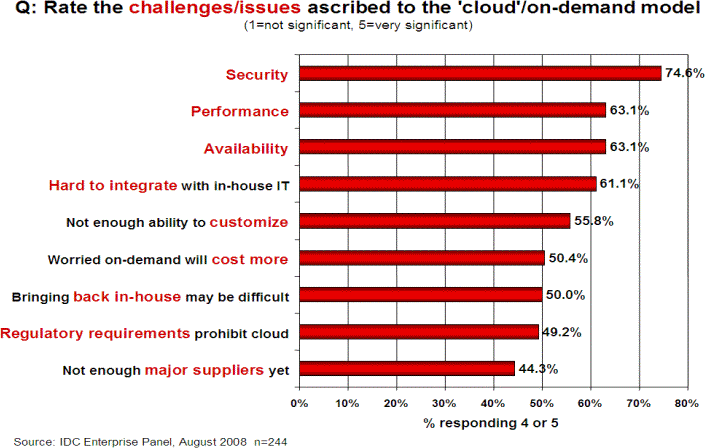 Q: Rate the challenges/issues ascribed to the 'cloud'/on-demand model
(1=not significant, 5=very significant)
Security 74.6%
Performance 63.1%
Availability 63.1%
Hard to integrate with in-house IT 61.1%
Not enough ability to customize 55.8%
Worried on-demand will cost more 50.4%
Bringing back in-house may be difficult 50.0%
Regulatory requirements prohibit cloud 49.2%
Not enough major suppliers yet 44.3%
0% 10% 20% 30% 40% 50% 60% 70% 80%
% responding 4 or 5
Source: IDC Enterprise Panel, August 2008 n=244